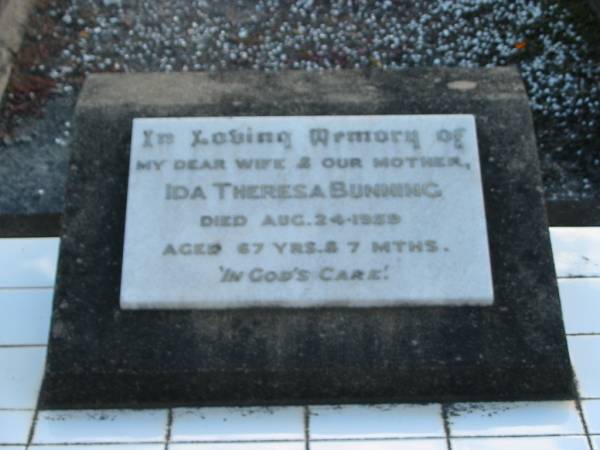 In Loving Memory of
MY DEAR WIFE & OUR MOTHER,
IDA THERESA BUNNING
DIED AUG. 24-1959
AGED 67 YRS. & 7 MTHS.
'IN GOD'S CARE'.